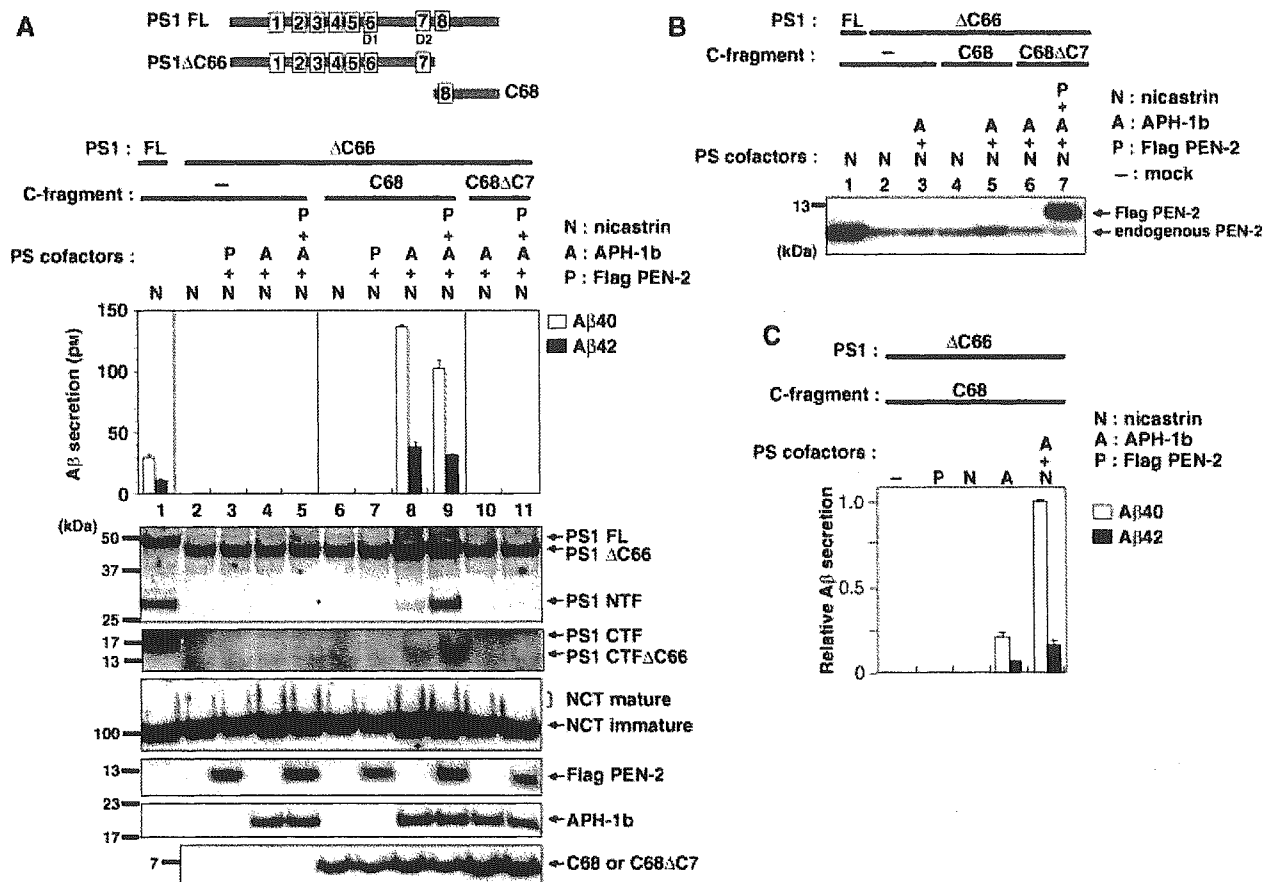 A
PS1 FL 1 2 3 4 5 6 7 8
D1 D2
PS1ΔC66 1 2 3 4 5 6 7
8 C68
PS1 : FL ΔC66
C-fragment : – C68 C68ΔC7
P P P
+ + +
PS cofactors : P A A P A A A A
+ + + + + + + +
N N N N N N N N N N N
N : nicastrin
A : APH-1b
P : Flag PEN-2
Aβ secretion (pM)
150
100
50
0
Aβ40
Aβ42
1 2 3 4 5 6 7 8 9 10 11
(kDa)
50
37
25
PS1 FL
PS1 ΔC66
PS1 NTF
17
13
PS1 CTF
PS1 CTFΔC66
100
NCT mature
NCT immature
13
Flag PEN-2
23
17
APH-1b
7
C68 or C68ΔC7
B
PS1 : FL ΔC66
C-fragment : – C68 C68ΔC7
P
+
A A A A
+ + + +
PS cofactors : N N N N N N N
1 2 3 4 5 6 7
N : nicastrin
A : APH-1b
P : Flag PEN-2
– : mock
13
(kDa)
Flag PEN-2
endogenous PEN-2
C
PS1 : ΔC66
C-fragment : C68
A
+
PS cofactors : – P N A N
N : nicastrin
A : APH-1b
P : Flag PEN-2
Relative Aβ secretion
1.0
0.5
0
Aβ40
Aβ42